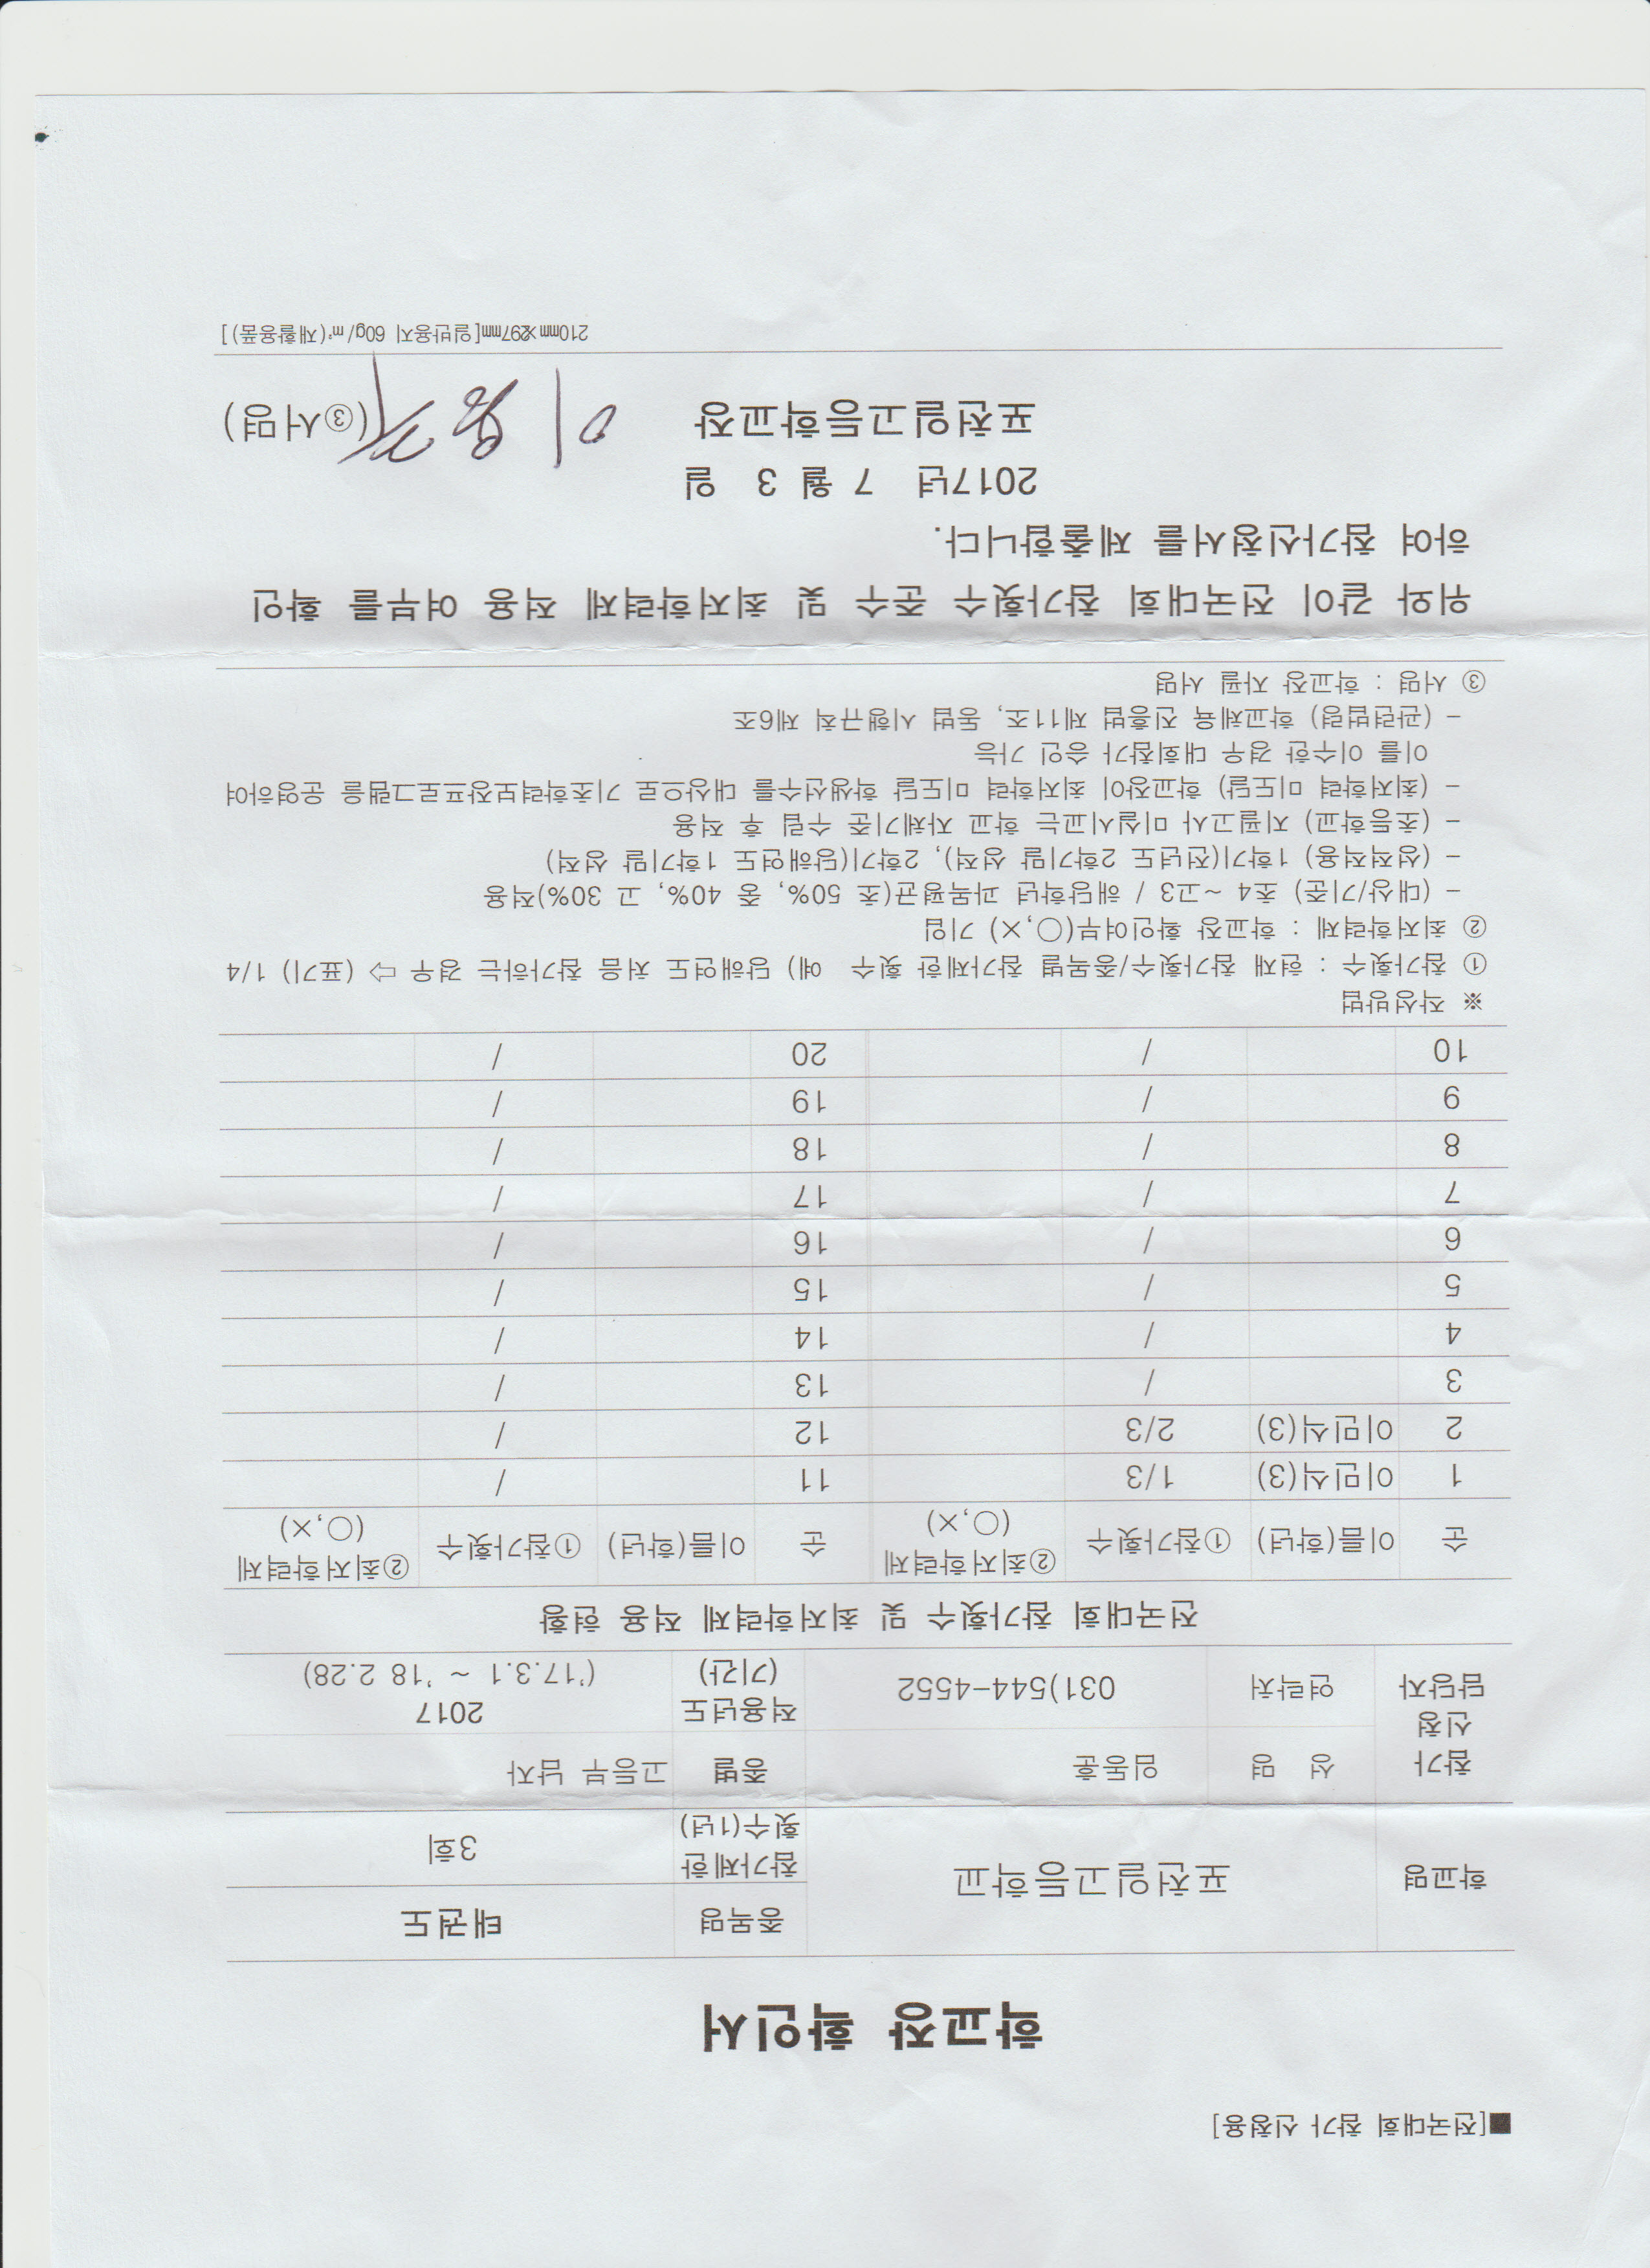 ■[전국대회 참가 신청용]
학교장 확인서
학교명 포천일고등학교 종목명 태권도
참가제한 횟수(1년) 3회
참가 신청 담당자 성 명 임동훈 종별 고등부 남자
연락처 031)544-4552 적용년도 (기간) 2017 ('17.3.1 ~ '18 2.28)
전국대회 참가횟수 및 최저학력제 적용 현황
순 이름(학년) ①참가횟수 ②최저학력제 (○,×) 순 이름(학년) ①참가횟수 ②최저학력제 (○,×)
1 이민식(3) 1/3 11 /
2 이민식(3) 2/3 12 /
3 / 13 /
4 / 14 /
5 / 15 /
6 / 16 /
7 / 17 /
8 / 18 /
9 / 19 /
10 / 20 /
※ 작성방법
① 참가횟수 : 현재 참가횟수/종목별 참가제한 횟수 예) 당해연도 처음 참가하는 경우 ⇨ (표기) 1/4
② 최저학력제 : 학교장 확인여부(○,×) 기입
- (대상/기준) 초4 ~고3 / 해당학년 과목평균(초 50%, 중 40%, 고 30%)적용
- (성적적용) 1학기(전년도 2학기말 성적), 2학기(당해연도 1학기말 성적)
- (초등학교) 지필고사 미실시교는 학교 자체기준 수립 후 적용
- (최저학력 미도달) 학교장이 최저학력 미도달 학생선수를 대상으로 기초학력보장프로그램을 운영하여
이를 이수한 경우 대회참가 승인 가능
- (관련법령) 학교체육 진흥법 제11조, 동법 시행규칙 제6조
③ 서명 : 학교장 자필 서명
위와 같이 전국대회 참가횟수 준수 및 최저학력제 적용 여부를 확인
하여 참가신청서를 제출합니다.
2017년 7 월 3 일
포천일고등학교장 (③서명)
210mm×297mm[일반용지 60g/㎡(재활용품)]